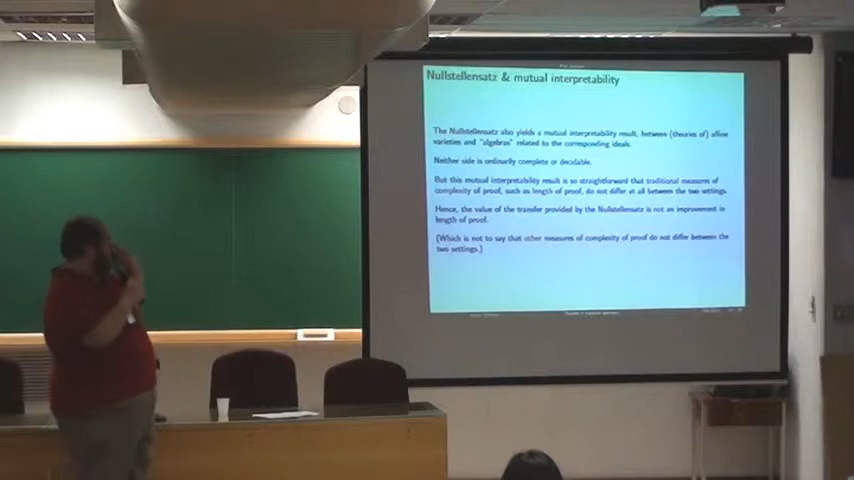 Nullstellensatz & mutual interpretability
The Nullstellensatz also yields a mutual interpretability result, between (theories of) affine
varieties and "algebras" related to the corresponding ideals.
Neither side is ordinarily complete or decidable.
But this mutual interpretability result is so straightforward that traditional measures of
complexity of proof, such as length of proof, do not differ at all between the two settings.
Hence, the value of the transfer provided by the Nullstellensatz is not an improvement in
length of proof.
(Which is not to say that other measures of complexity of proof do not differ between the
two settings.)